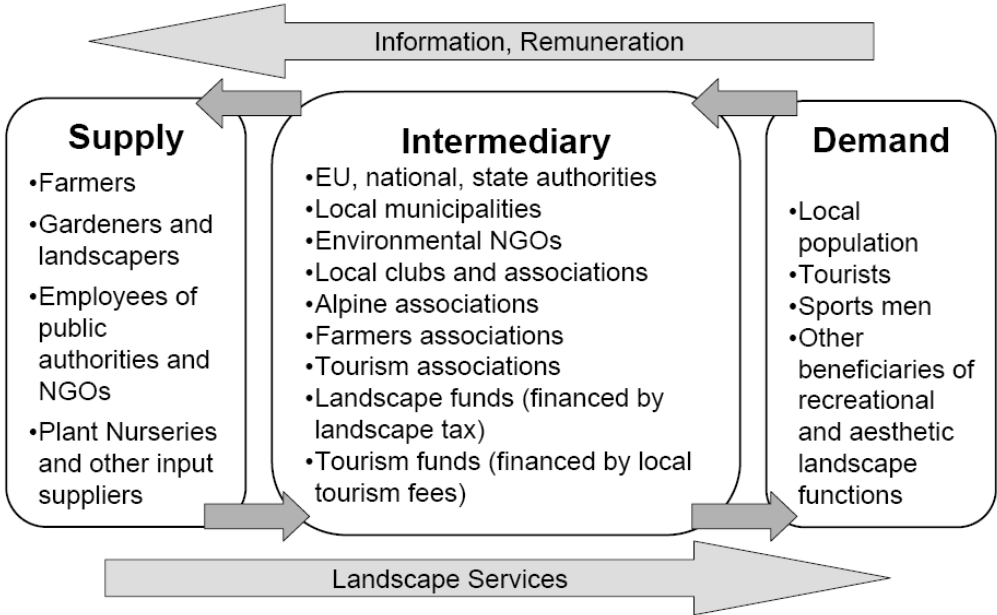 Information, Remuneration
Supply
•Farmers
•Gardeners and
landscapers
•Employees of
public
authorities and
NGOs
•Plant Nurseries
and other input
suppliers
Intermediary
•EU, national, state authorities
•Local municipalities
•Environmental NGOs
•Local clubs and associations
•Alpine associations
•Farmers associations
•Tourism associations
•Landscape funds (financed by
landscape tax)
•Tourism funds (financed by local
tourism fees)
Demand
•Local
population
•Tourists
•Sports men
•Other
beneficiaries of
recreational
and aesthetic
landscape
functions
Landscape Services